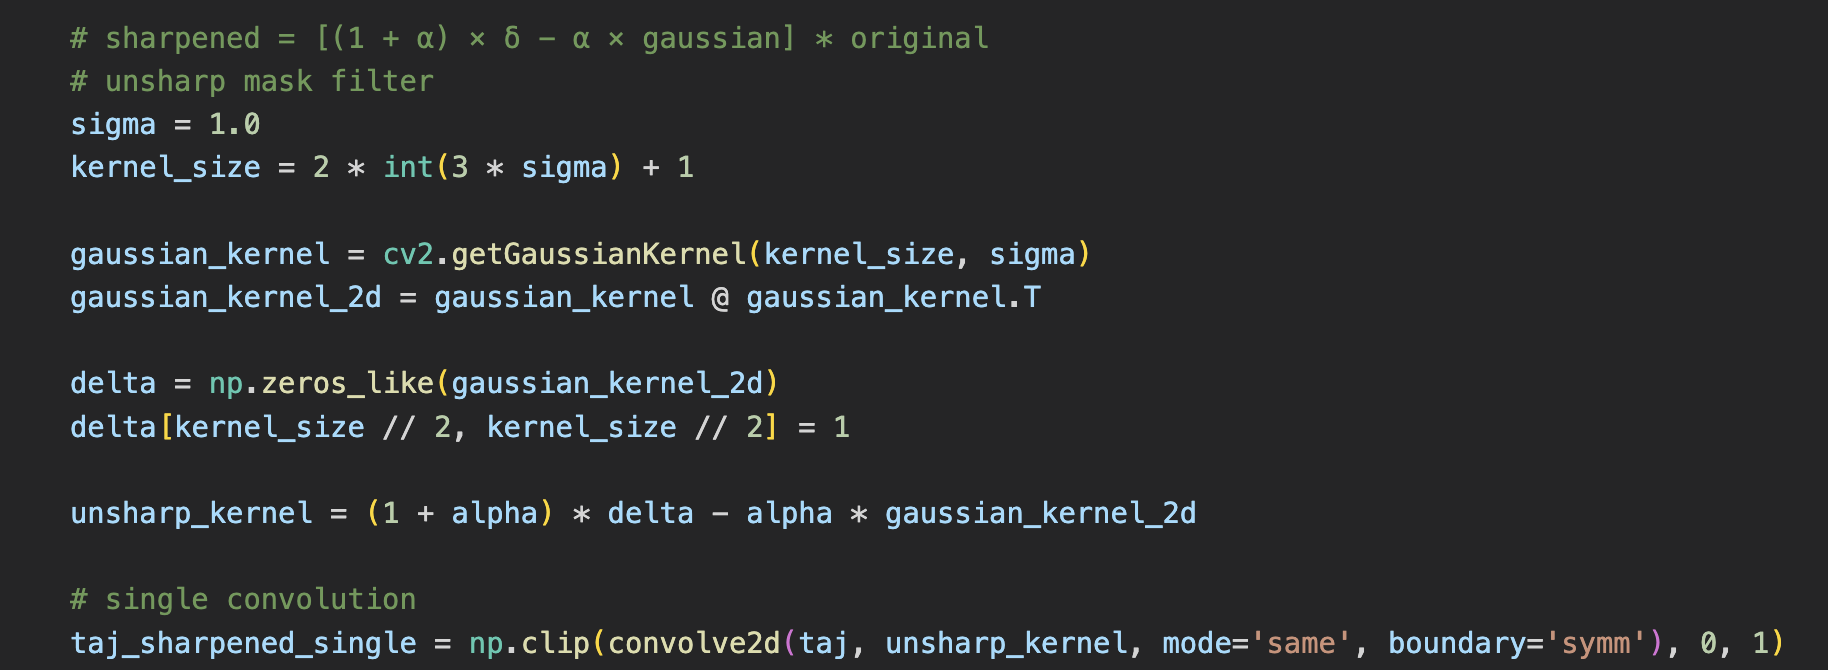 # sharpened = [(1 + α) × δ − α × gaussian] * original
# unsharp mask filter
sigma = 1.0
kernel_size = 2 * int(3 * sigma) + 1
gaussian_kernel = cv2.getGaussianKernel(kernel_size, sigma)
gaussian_kernel_2d = gaussian_kernel @ gaussian_kernel.T
delta = np.zeros_like(gaussian_kernel_2d)
delta[kernel_size // 2, kernel_size // 2] = 1
unsharp_kernel = (1 + alpha) * delta - alpha * gaussian_kernel_2d
# single convolution
taj_sharpened_single = np.clip(convolve2d(taj, unsharp_kernel, mode='same', boundary='symm'), 0, 1)